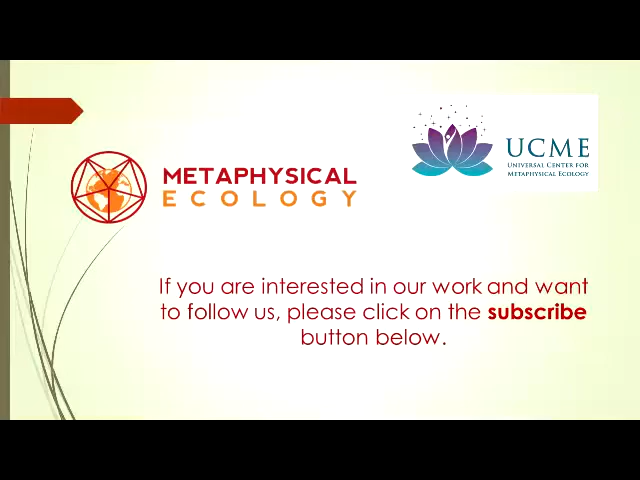 METAPHYSICAL
ECOLOGY
UCME
UNIVERSAL CENTER FOR
METAPHYSICAL ECOLOGY
If you are interested in our work and want
to follow us, please click on the subscribe
button below.